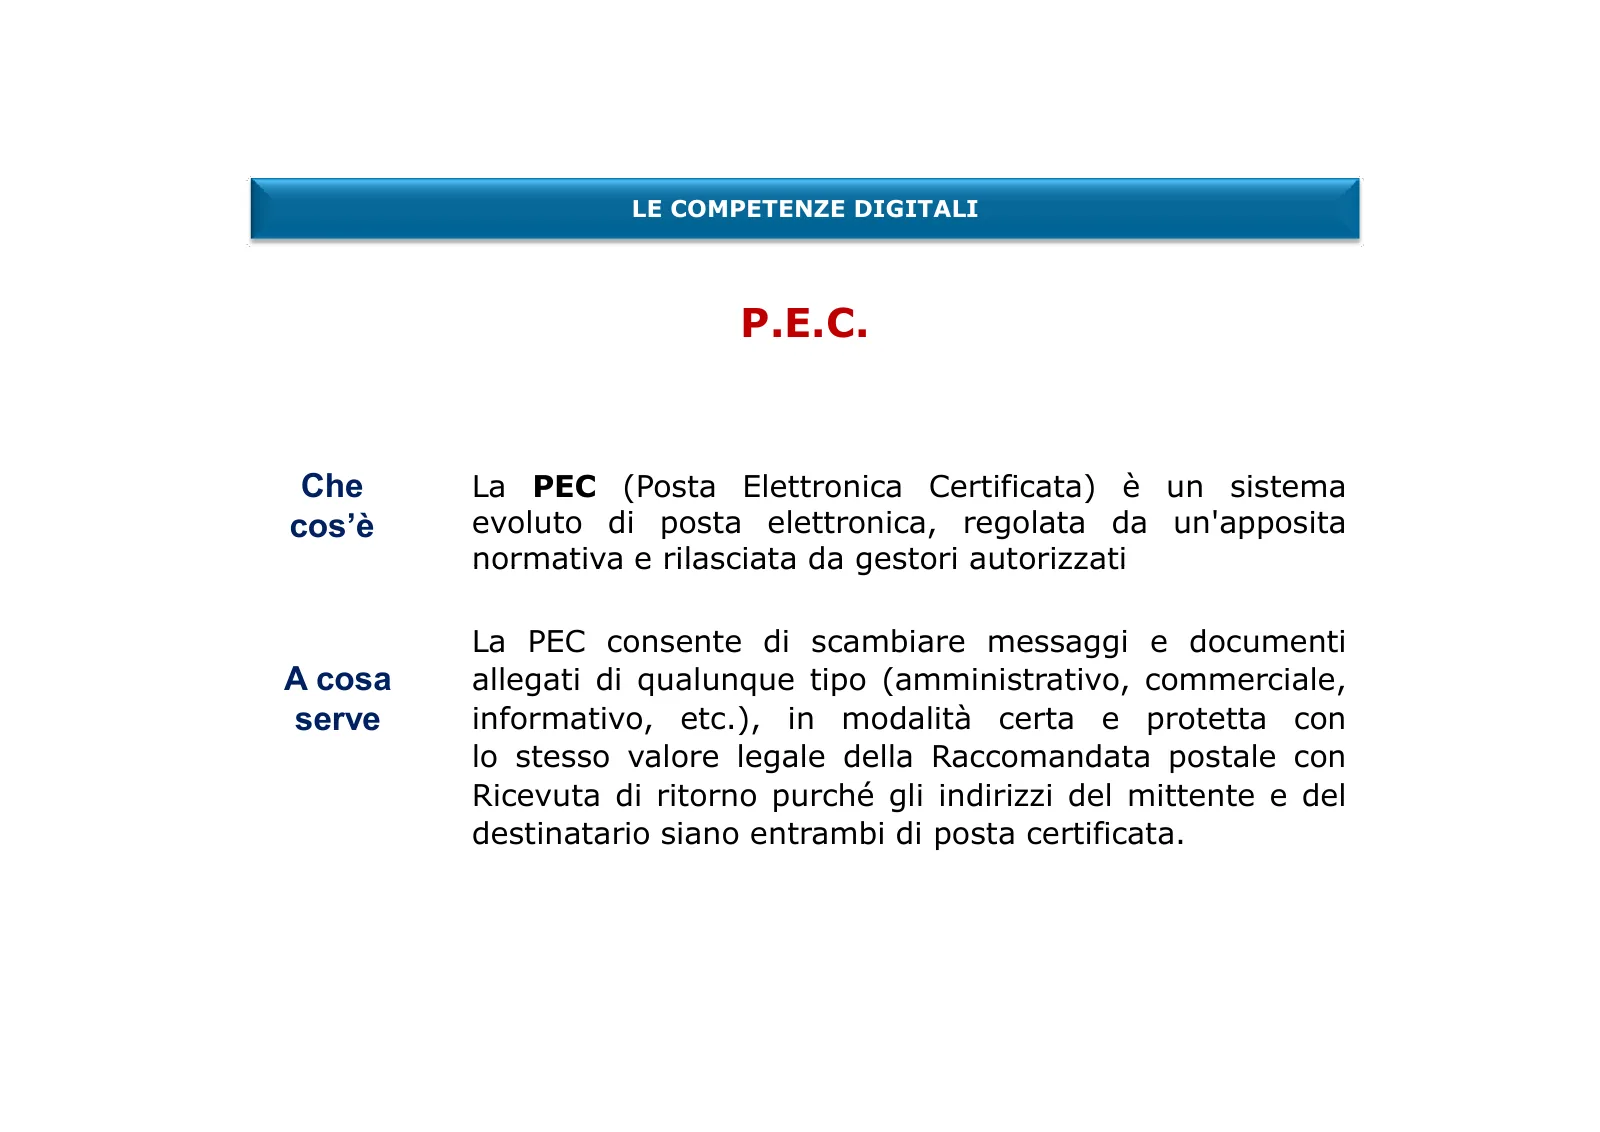 LE COMPETENZE DIGITALI
P.E.C.
Che
cos’è
La PEC (Posta Elettronica Certificata) è un sistema
evoluto di posta elettronica, regolata da un'apposita
normativa e rilasciata da gestori autorizzati
A cosa
serve
La PEC consente di scambiare messaggi e documenti
allegati di qualunque tipo (amministrativo, commerciale,
informativo, etc.), in modalità certa e protetta con
lo stesso valore legale della Raccomandata postale con
Ricevuta di ritorno purché gli indirizzi del mittente e del
destinatario siano entrambi di posta certificata.